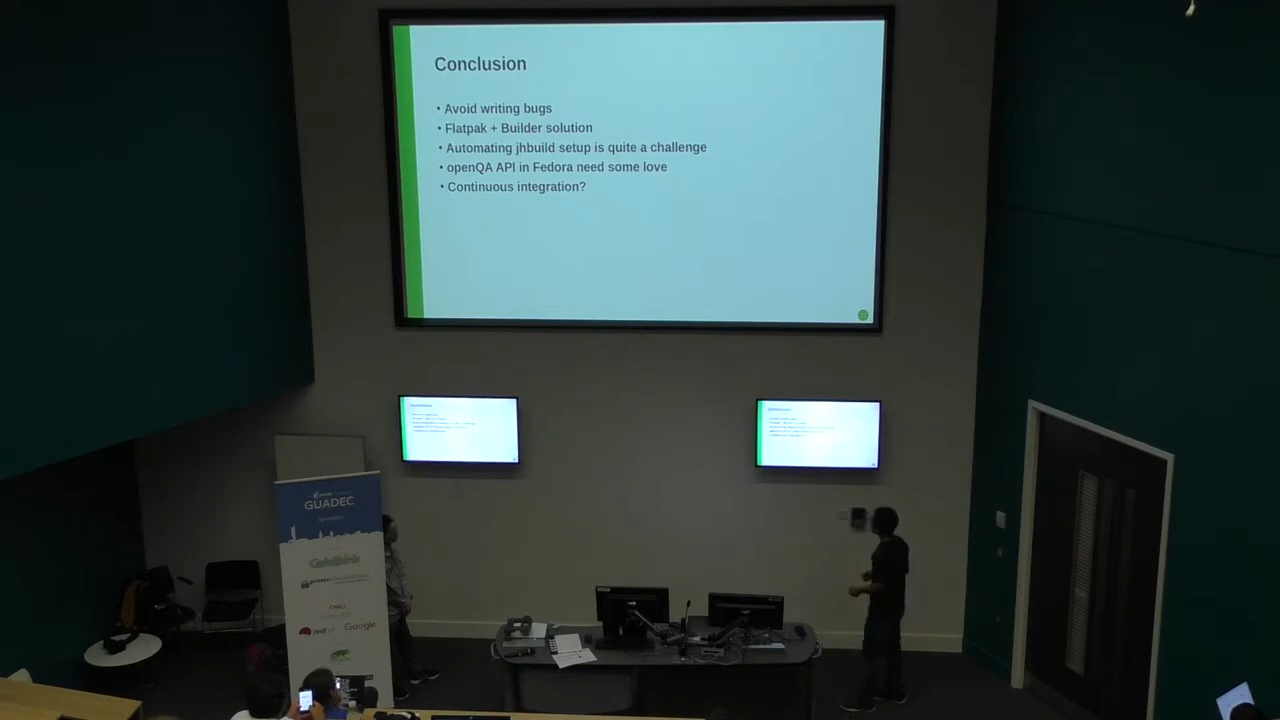 Conclusion
• Avoid writing bugs
• Flatpak + Builder solution
• Automating jhbuild setup is quite a challenge
• openQA API in Fedora need some love
• Continuous integration?
GUADEC
Codethink
Google